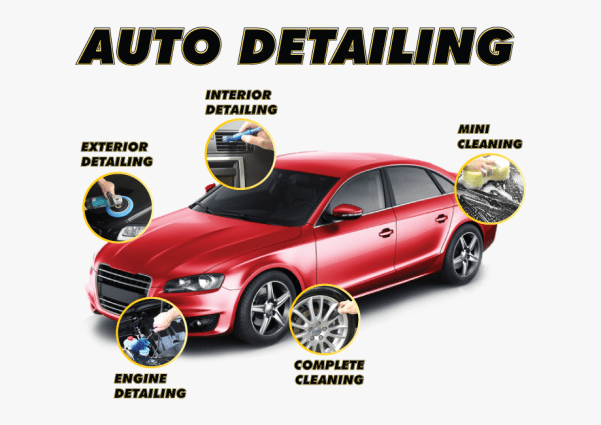 AUTO DETAILING
INTERIOR
DETAILING
MINI
CLEANING
EXTERIOR
DETAILING
COMPLETE
CLEANING
ENGINE
DETAILING